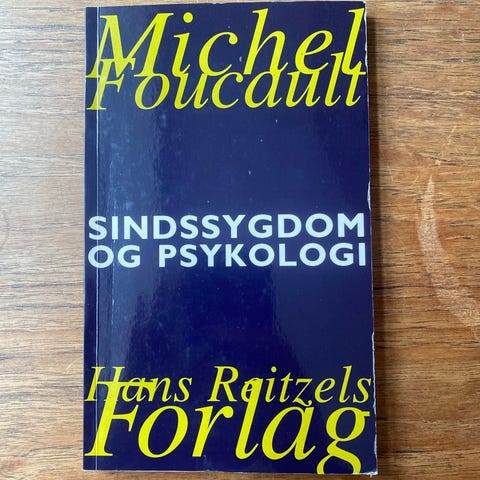 Michel
Foucault
SINDSSYGDOM
OG PSYKOLOGI
Hans Reitzels
Forlag